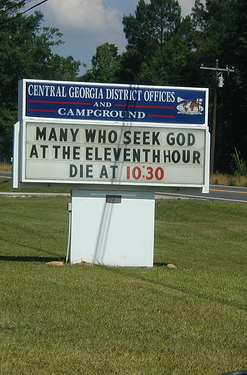 CENTRAL GEORGIA DISTRICT OFFICES
AND
CAMPGROUND
MANY WHO SEEK GOD
AT THE ELEVENTH HOUR
DIE AT 10:30